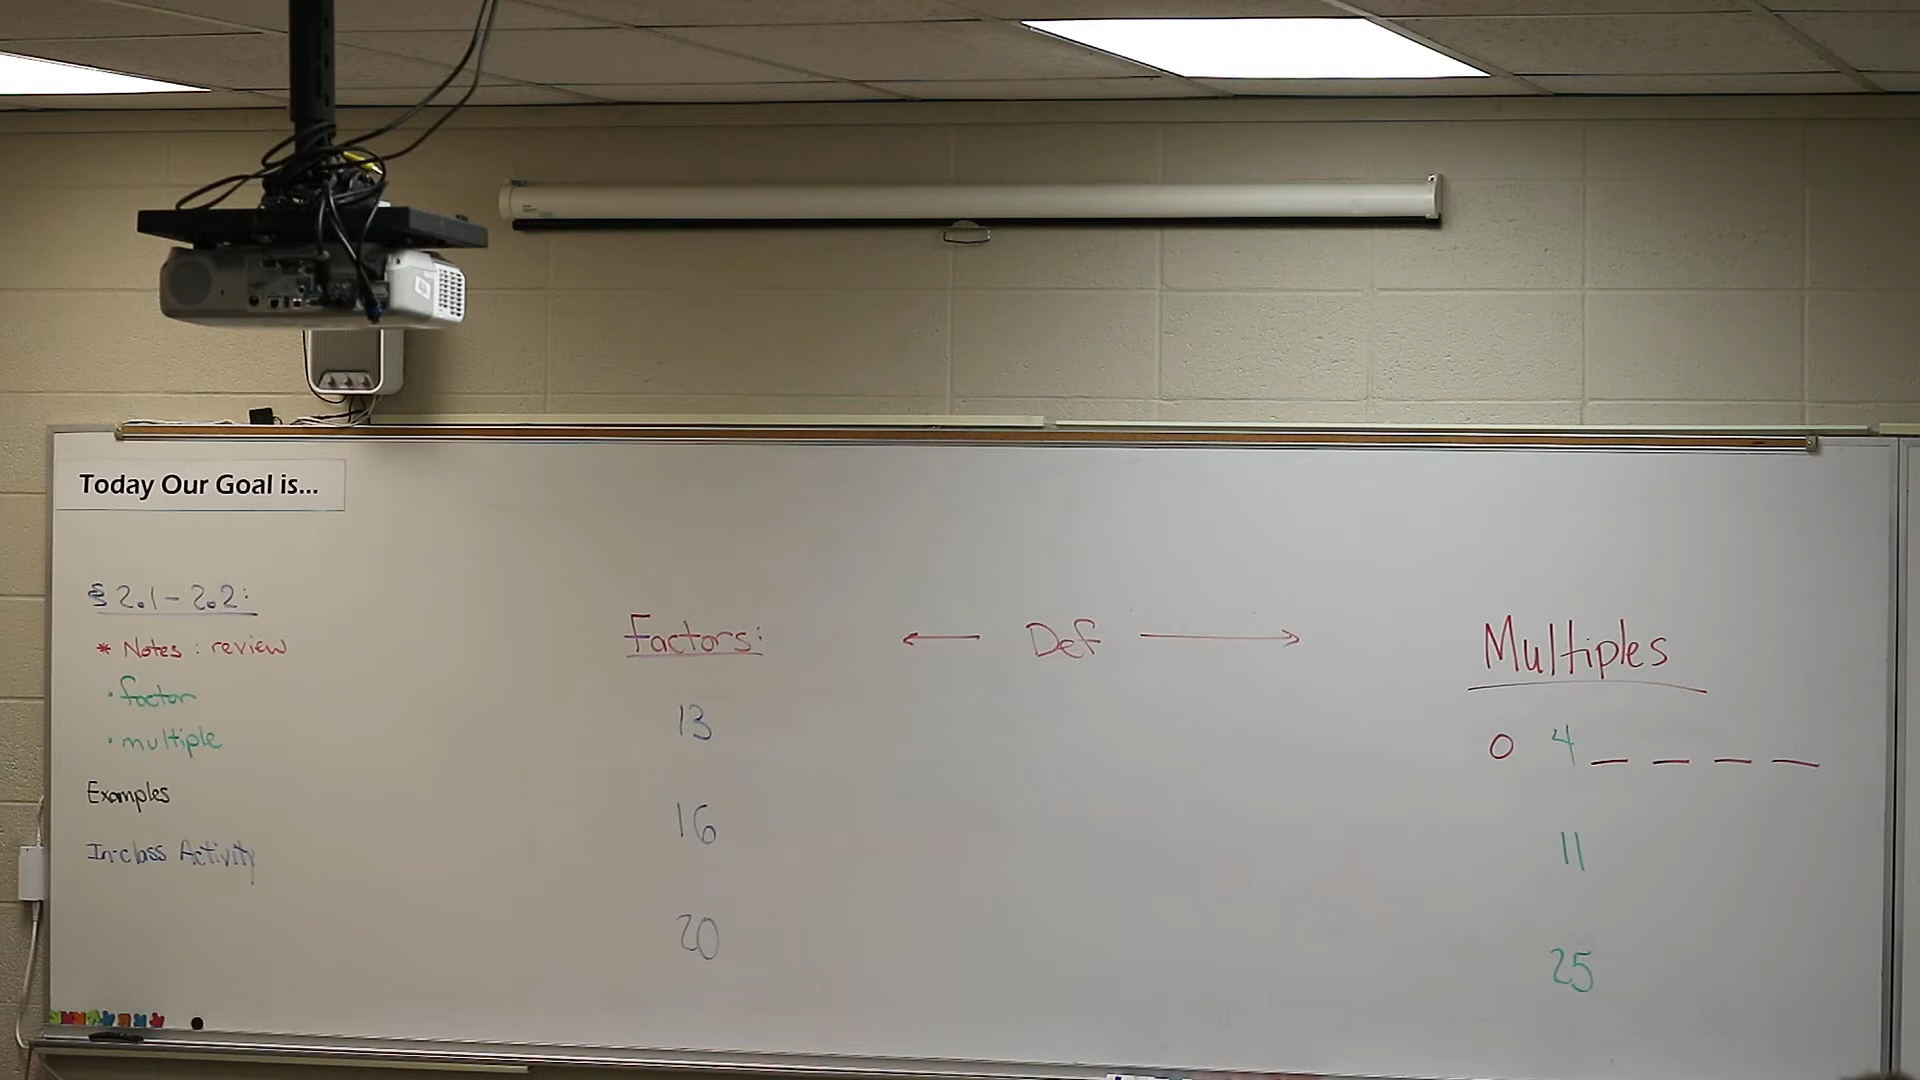 Today Our Goal is...
§ 2.1 - 2.2:
* Notes : review
• factor
• multiple
Examples
In-class Activity
Factors:
13
16
20
← Def →
Multiples
0 4 _ _ _ _
11
25